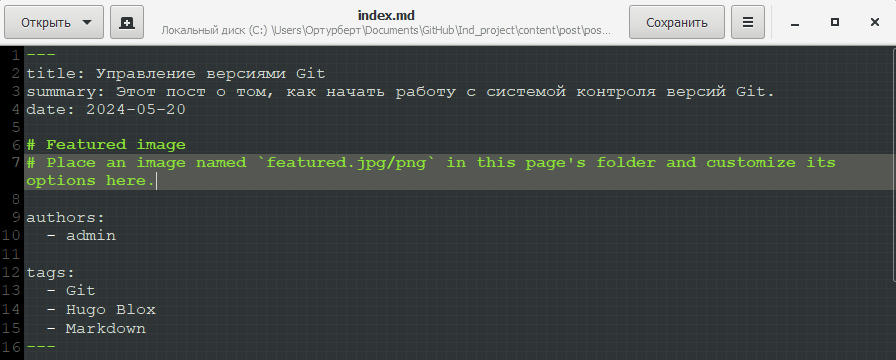 Открыть
index.md
Локальный диск (C:) \Users\Ортурберт\Documents\GitHub\Ind_project\content\post\pos...
Сохранить
1 ---
2 title: Управление версиями Git
3 summary: Этот пост о том, как начать работу с системой контроля версий Git.
4 date: 2024-05-20
5
6 # Featured image
7 # Place an image named `featured.jpg/png` in this page's folder and customize its
options here.
8
9 authors:
10   - admin
11
12 tags:
13   - Git
14   - Hugo Blox
15   - Markdown
16 ---